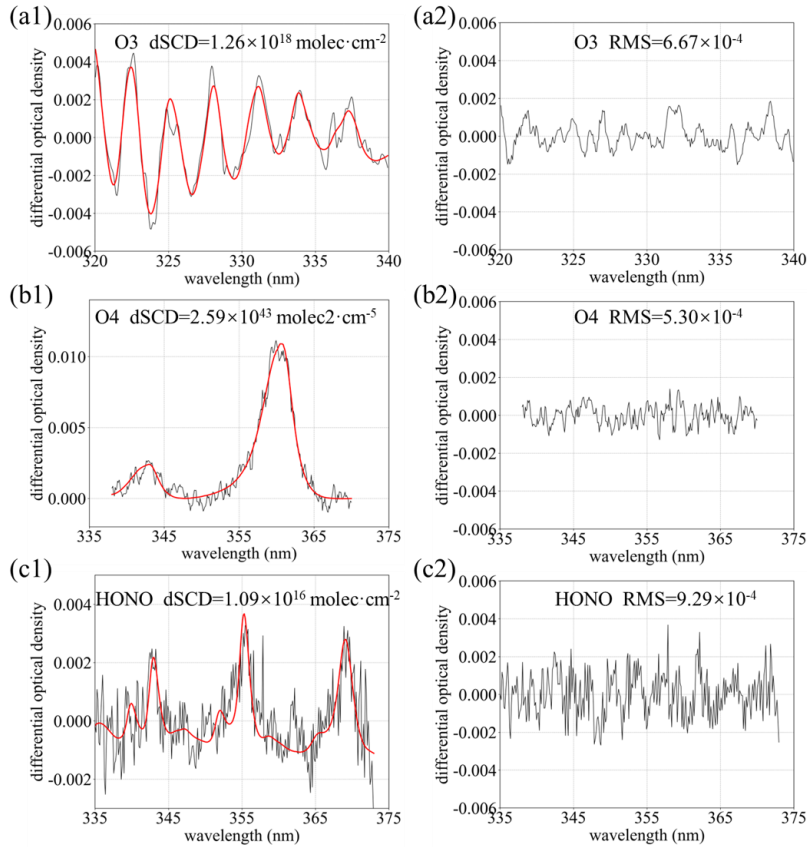 (a1)
O3 dSCD=1.26×10¹⁸ molec·cm⁻²
differential optical density
0.006
0.004
0.002
0.000
-0.002
-0.004
-0.006
320 325 330 335 340
wavelength (nm)
(a2)
O3 RMS=6.67×10⁻⁴
differential optical density
0.006
0.004
0.002
0.000
-0.002
-0.004
-0.006
320 325 330 335 340
wavelength (nm)
(b1)
O4 dSCD=2.59×10⁴³ molec2·cm⁻⁵
differential optical density
0.010
0.005
0.000
335 345 355 365 375
wavelength (nm)
(b2)
O4 RMS=5.30×10⁻⁴
differential optical density
0.006
0.004
0.002
0.000
-0.002
-0.004
-0.006
335 345 355 365 375
wavelength (nm)
(c1)
HONO dSCD=1.09×10¹⁶ molec·cm⁻²
differential optical density
0.004
0.002
0.000
-0.002
335 345 355 365 375
wavelength (nm)
(c2)
HONO RMS=9.29×10⁻⁴
differential optical density
0.006
0.004
0.002
0.000
-0.002
-0.004
-0.006
335 345 355 365 375
wavelength (nm)